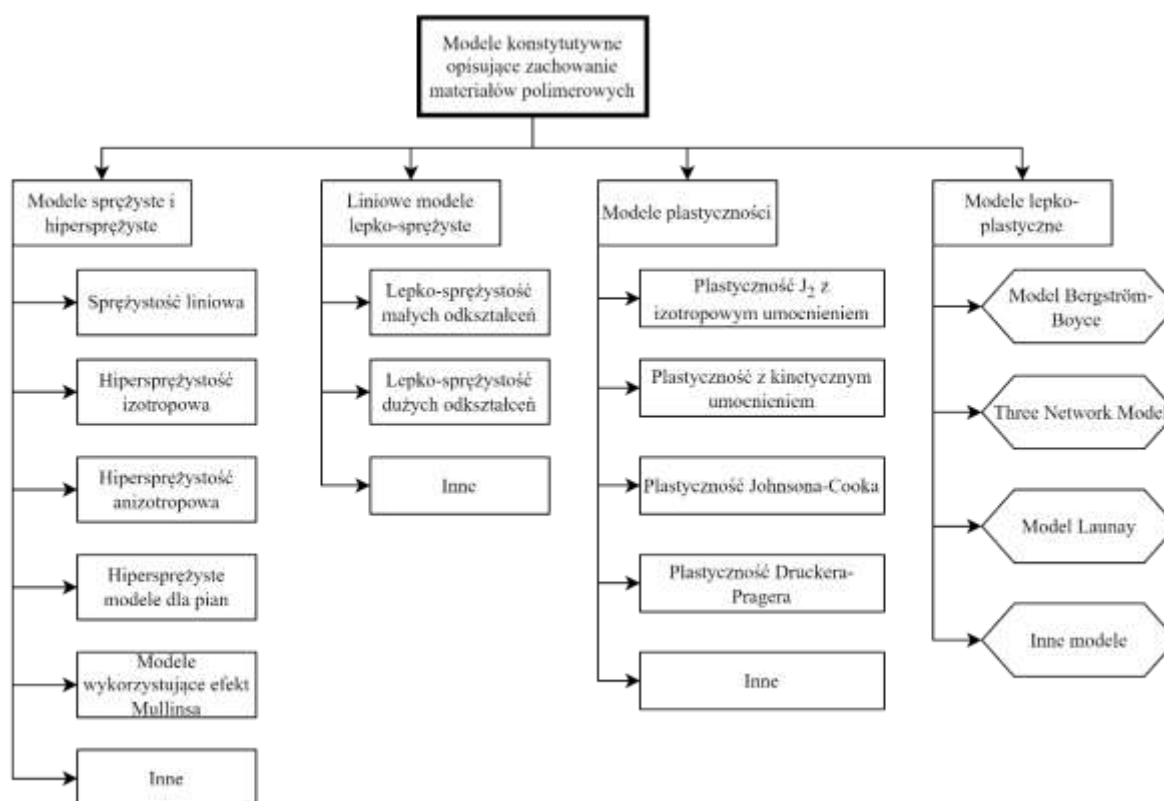 Modele konstytutywne
opisujące zachowanie
materiałów polimerowych
Modele sprężyste i
hipersprężyste
Sprężystość liniowa
Hipersprężystość
izotropowa
Hipersprężystość
anizotropowa
Hipersprężyste
modele dla pian
Modele
wykorzystujące efekt
Mullinsa
Inne
Liniowe modele
lepko-sprężyste
Lepko-sprężystość
małych odkształceń
Lepko-sprężystość
dużych odkształceń
Inne
Modele plastyczności
Plastyczność J₂ z
izotropowym umocnieniem
Plastyczność z kinetycznym
umocnieniem
Plastyczność Johnsona-Cooka
Plastyczność Druckera-
Pragera
Inne
Modele lepko-
plastyczne
Model Bergström-
Boyce
Three Network Model
Model Launay
Inne modele